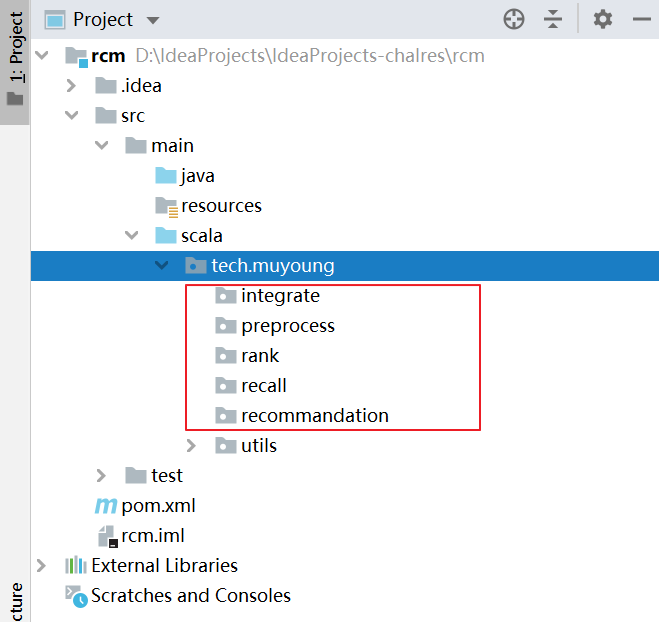 1: Project
Project
rcm D:\IdeaProjects\IdeaProjects-chalres\rcm
.idea
src
main
java
resources
scala
tech.muyoung
integrate
preprocess
rank
recall
recommandation
utils
test
pom.xml
rcm.iml
External Libraries
Scratches and Consoles
cture